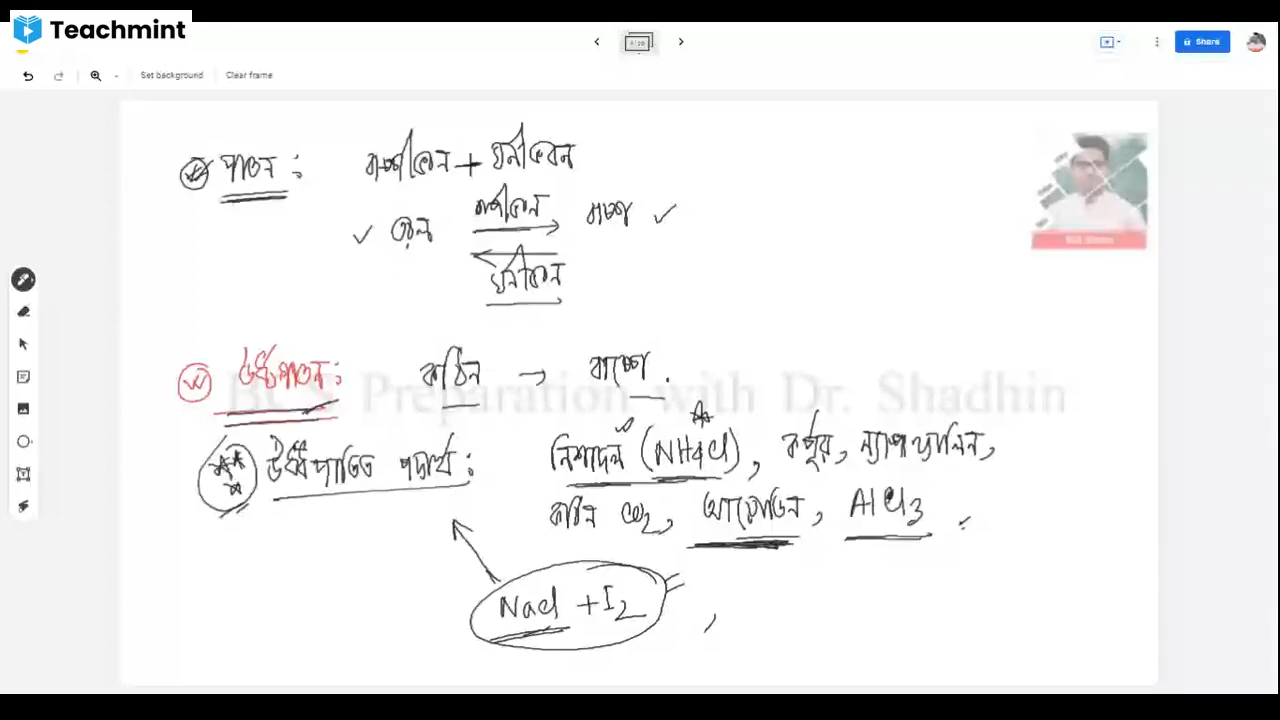 Teachmint
Set background Clear frame
Share
পাতন : বাষ্পীভবন + ঘনীভবন
তরল বাষ্পীভবন বাষ্প
ঘনীভবন
ঊর্ধ্বপাতন : কঠিন → বাষ্পে .
BCS Preparation with Dr. Shadhin
ঊর্ধ্বপাতিত পদার্থ : নিশাদল (NH4Cl), কর্পূর, ন্যাপথালিন,
কঠিন CO2, আয়োডিন, AlCl3
NaCl + I2 ,